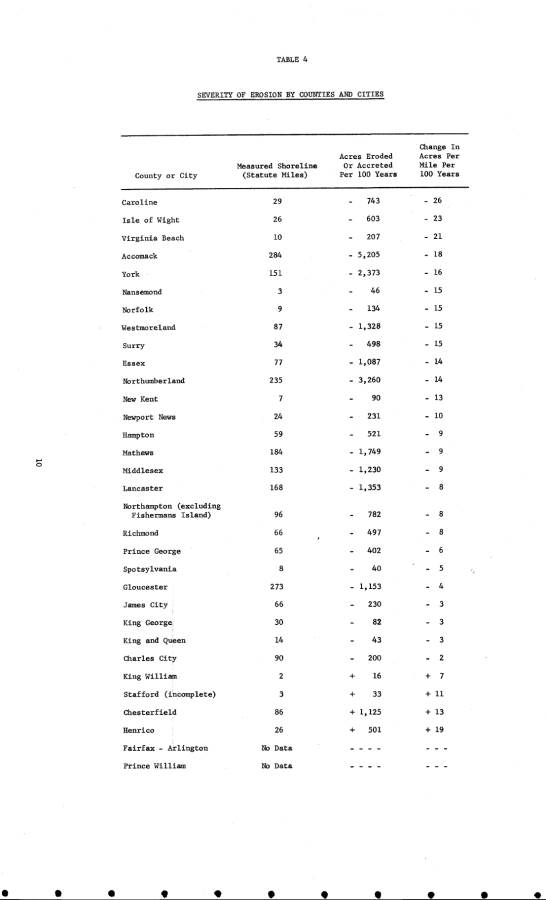 TABLE 4
SEVERITY OF EROSION BY COUNTIES AND CITIES
County or City Measured Shoreline (Statute Miles) Acres Eroded Or Accreted Per 100 Years Change In Acres Per Mile Per 100 Years
Caroline 29 - 743 - 26
Isle of Wight 26 - 603 - 23
Virginia Beach 10 - 207 - 21
Accomack 284 - 5,205 - 18
York 151 - 2,373 - 16
Nansemond 3 - 46 - 15
Norfolk 9 - 134 - 15
Westmoreland 87 - 1,328 - 15
Surry 34 - 498 - 15
Essex 77 - 1,087 - 14
Northumberland 235 - 3,260 - 14
New Kent 7 - 90 - 13
Newport News 24 - 231 - 10
Hampton 59 - 521 - 9
Mathews 184 - 1,749 - 9
Middlesex 133 - 1,230 - 9
Lancaster 168 - 1,353 - 8
Northampton (excluding
Fishermans Island) 96 - 782 - 8
Richmond 66 - 497 - 8
Prince George 65 - 402 - 6
Spotsylvania 8 - 40 - 5
Gloucester 273 - 1,153 - 4
James City 66 - 230 - 3
King George 30 - 82 - 3
King and Queen 14 - 43 - 3
Charles City 90 - 200 - 2
King William 2 + 16 + 7
Stafford (incomplete) 3 + 33 + 11
Chesterfield 86 + 1,125 + 13
Henrico 26 + 501 + 19
Fairfax - Arlington No Data - - - - - - -
Prince William No Data - - - - - - -
10